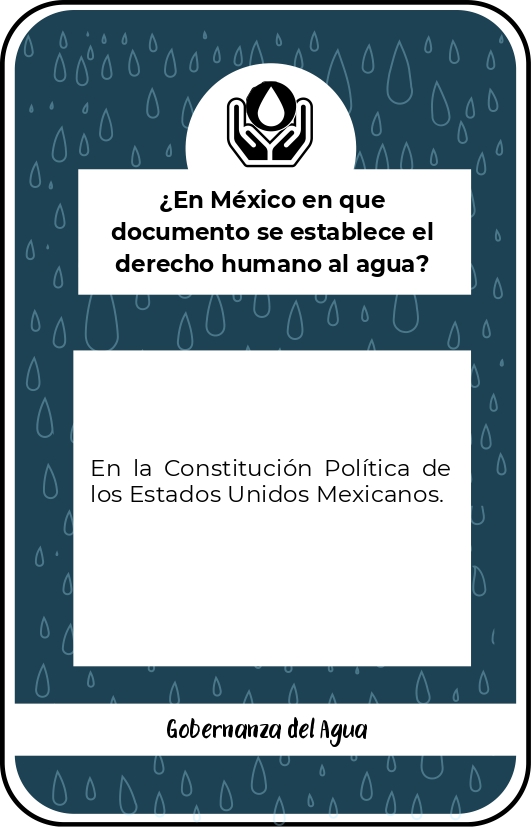 ¿En México en que
documento se establece el
derecho humano al agua?
En la Constitución Política de
los Estados Unidos Mexicanos.
Gobernanza del Agua